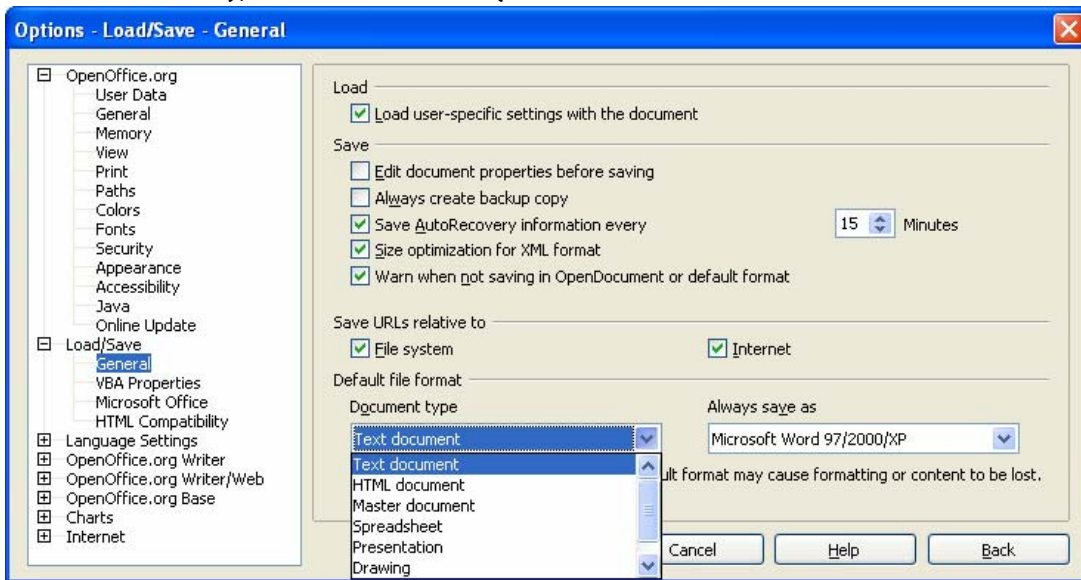 Options - Load/Save - General
OpenOffice.org
User Data
General
Memory
View
Print
Paths
Colors
Fonts
Security
Appearance
Accessibility
Java
Online Update
Load/Save
General
VBA Properties
Microsoft Office
HTML Compatibility
Language Settings
OpenOffice.org Writer
OpenOffice.org Writer/Web
OpenOffice.org Base
Charts
Internet
Load
Load user-specific settings with the document
Save
Edit document properties before saving
Always create backup copy
Save AutoRecovery information every 15 Minutes
Size optimization for XML format
Warn when not saving in OpenDocument or default format
Save URLs relative to
File system Internet
Default file format
Document type Always save as
Text document Microsoft Word 97/2000/XP
Text document
HTML document
Master document
Spreadsheet
Presentation
Drawing
format may cause formatting or content to be lost.
Cancel Help Back